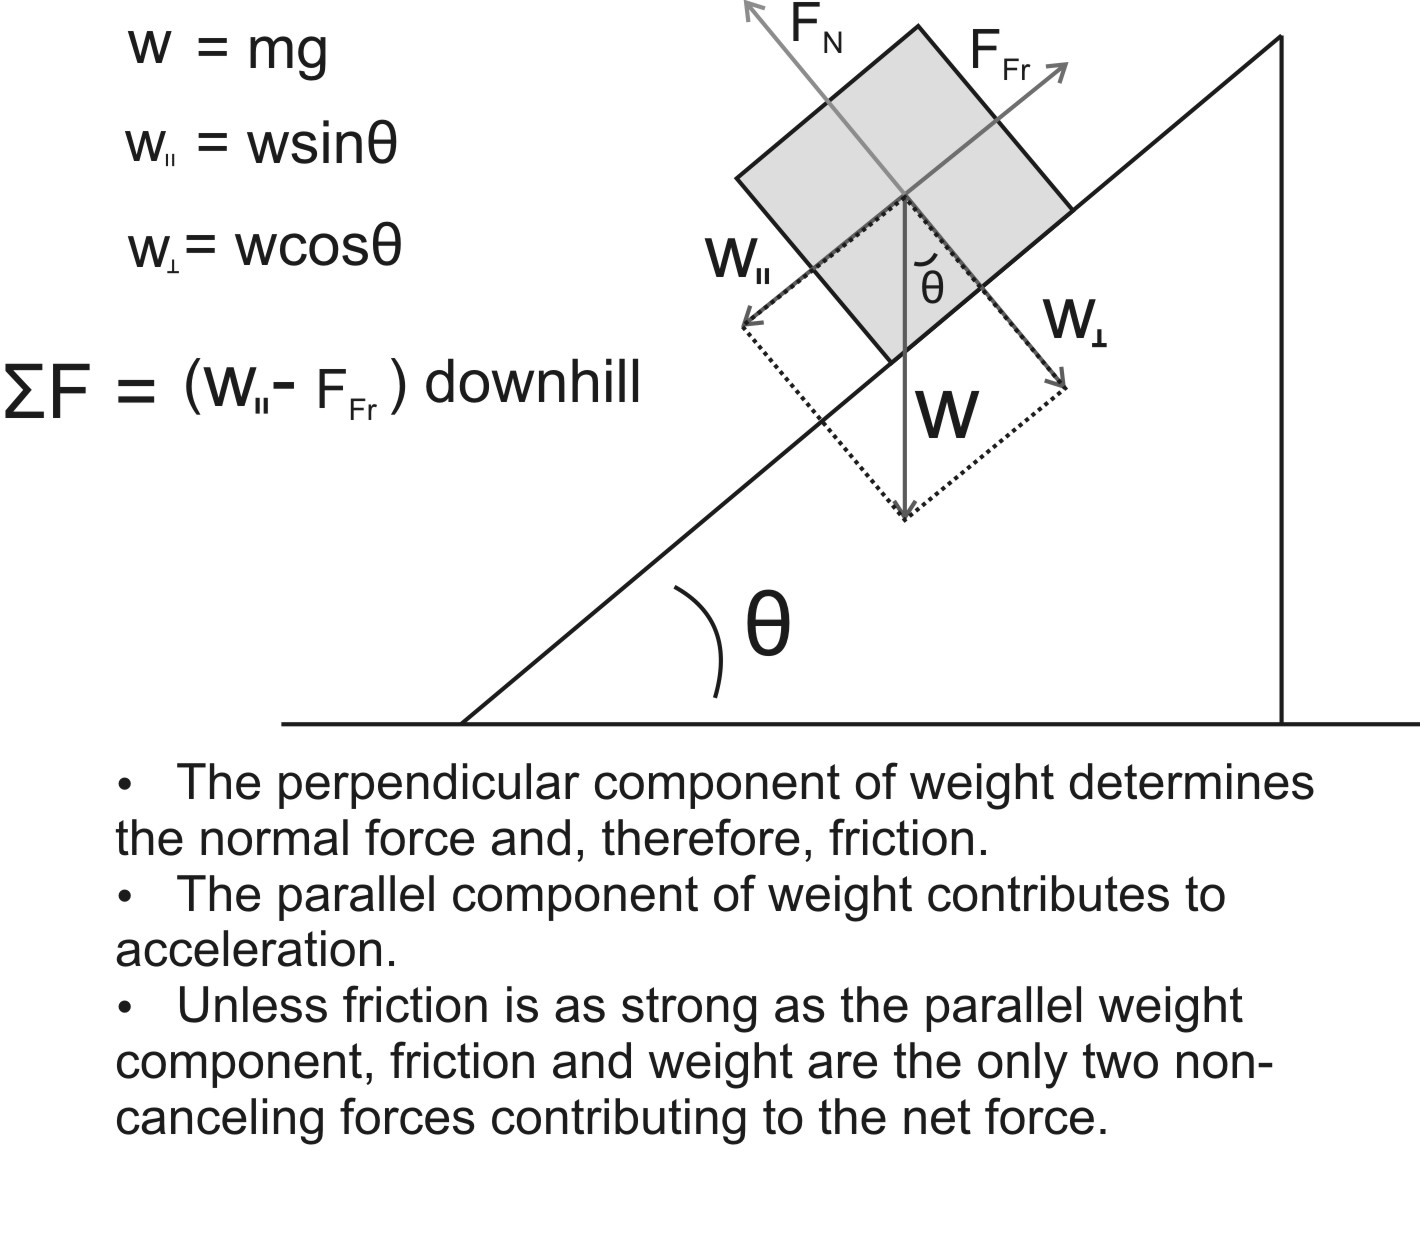 w = mg
w∥ = wsinθ
w⊥ = wcosθ
ΣF = (w∥ - FFr) downhill
FN
FFr
w∥
θ
w⊥
w
θ
• The perpendicular component of weight determines
the normal force and, therefore, friction.
• The parallel component of weight contributes to
acceleration.
• Unless friction is as strong as the parallel weight
component, friction and weight are the only two non-
canceling forces contributing to the net force.